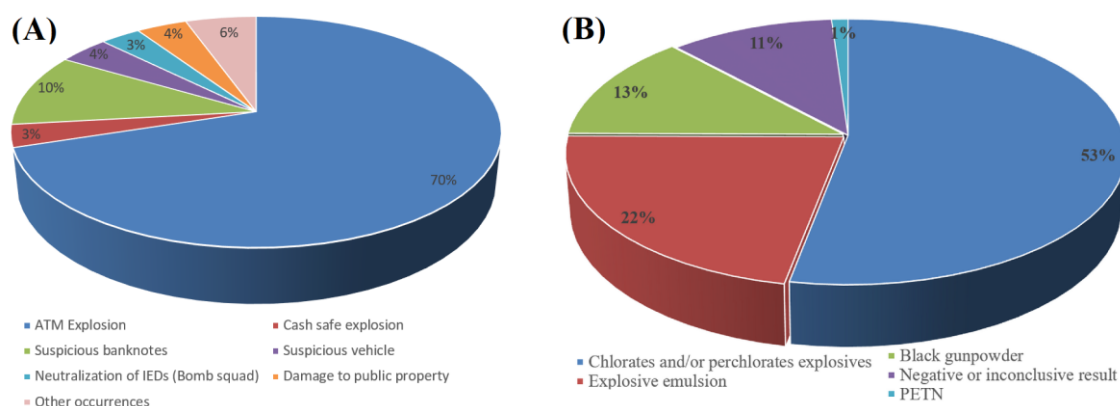 (A)
6%
4%
3%
4%
10%
3%
70%
ATM Explosion
Cash safe explosion
Suspicious banknotes
Suspicious vehicle
Neutralization of IEDs (Bomb squad)
Damage to public property
Other occurrences
(B)
1%
11%
13%
53%
22%
Chlorates and/or perchlorates explosives
Explosive emulsion
Black gunpowder
Negative or inconclusive result
PETN